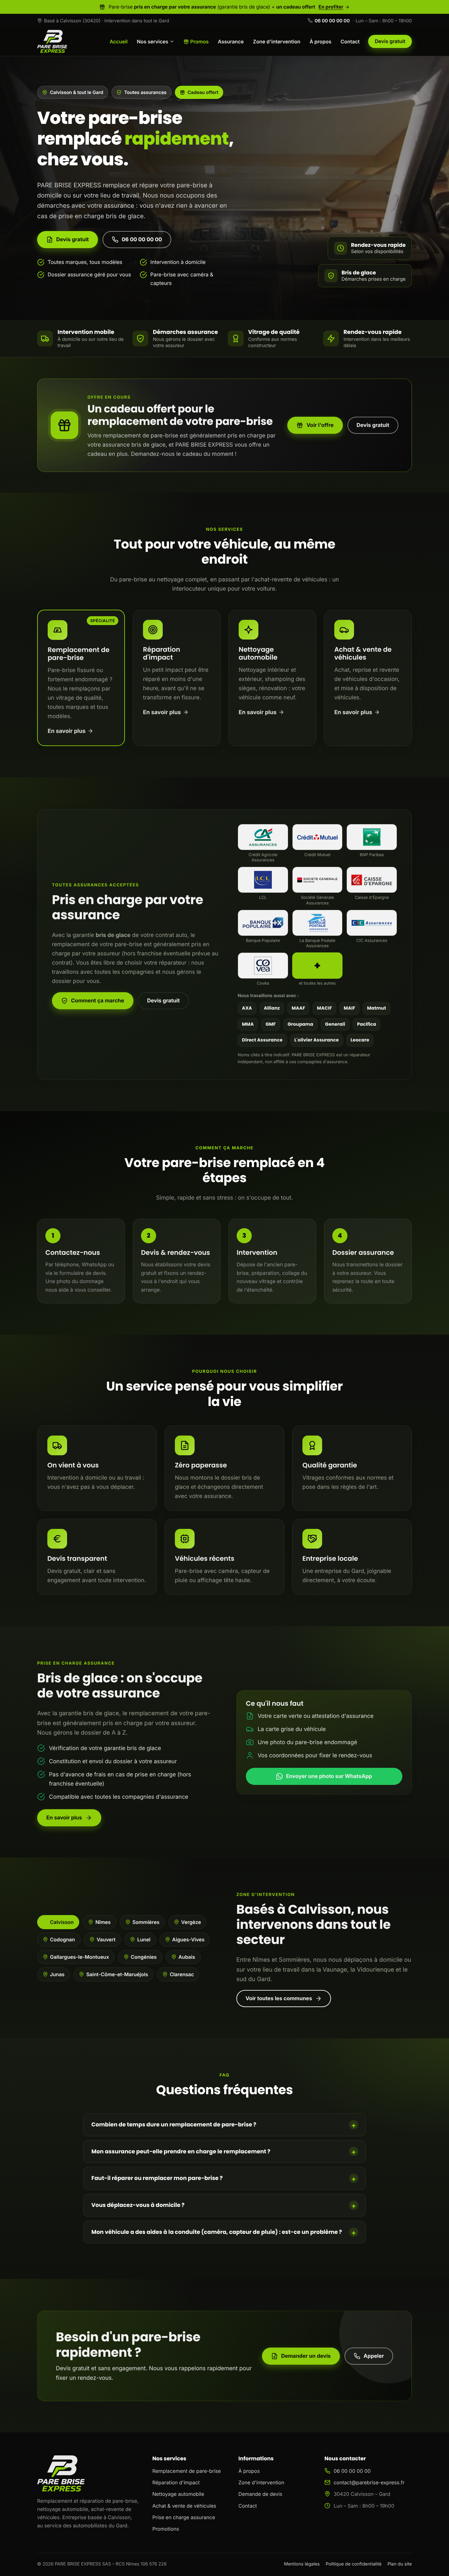 Pare-brise pris en charge par votre assurance (garantie bris de glace) + un cadeau offert En profiter →
Basé à Calvisson (30420) · Intervention dans tout le Gard
06 00 00 00 00 · Lun – Sam : 8h00 – 19h00
PARE BRISE EXPRESS
Accueil Nos services Promos Assurance Zone d'intervention À propos Contact Devis gratuit
Calvisson & tout le Gard Toutes assurances Cadeau offert
Votre pare-brise
remplacé rapidement,
chez vous.
PARE BRISE EXPRESS remplace et répare votre pare-brise à
domicile ou sur votre lieu de travail. Nous nous occupons des
démarches avec votre assurance : vous n'avez rien à avancer en
cas de prise en charge bris de glace.
Devis gratuit 06 00 00 00 00
Toutes marques, tous modèles
Intervention à domicile
Dossier assurance géré pour vous
Pare-brise avec caméra &
capteurs
Rendez-vous rapide
Selon vos disponibilités
Bris de glace
Démarches prises en charge
Intervention mobile
À domicile ou sur votre lieu de
travail
Démarches assurance
Nous gérons le dossier avec
votre assureur
Vitrage de qualité
Conforme aux normes
constructeur
Rendez-vous rapide
Intervention dans les meilleurs
délais
OFFRE EN COURS
Un cadeau offert pour le
remplacement de votre pare-brise
Votre remplacement de pare-brise est généralement pris en charge par
votre assurance bris de glace, et PARE BRISE EXPRESS vous offre un
cadeau en plus. Demandez-nous le cadeau du moment !
Voir l'offre Devis gratuit
NOS SERVICES
Tout pour votre véhicule, au même
endroit
Du pare-brise au nettoyage complet, en passant par l'achat-revente de véhicules : un
interlocuteur unique pour votre voiture.
SPÉCIALITÉ
Remplacement de
pare-brise
Pare-brise fissuré ou
fortement endommagé ?
Nous le remplaçons par
un vitrage de qualité,
toutes marques et tous
modèles.
En savoir plus →
Réparation
d'impact
Un petit impact peut être
réparé en moins d'une
heure, avant qu'il ne se
transforme en fissure.
En savoir plus →
Nettoyage
automobile
Nettoyage intérieur et
extérieur, shampoing des
sièges, rénovation : votre
véhicule comme neuf.
En savoir plus →
Achat & vente de
véhicules
Achat, reprise et revente
de véhicules d'occasion,
et mise à disposition de
véhicules.
En savoir plus →
TOUTES ASSURANCES ACCEPTÉES
Pris en charge par votre
assurance
Avec la garantie bris de glace de votre contrat, le
remplacement de votre pare-brise est généralement pris en
charge par votre assureur (hors franchise éventuelle prévue au
contrat). Vous êtes libre de choisir votre réparateur : nous
travaillons avec toutes les compagnies et nous gérons le
dossier pour vous.
Comment ça marche Devis gratuit
CA ASSURANCES
Crédit Agricole
Assurances
Crédit Mutuel
Crédit Mutuel
BNP Paribas
LCL
LCL
SOCIETE GENERALE
Société Générale
Assurances
CAISSE D'EPARGNE
Caisse d'Epargne
BANQUE POPULAIRE
Banque Populaire
LA BANQUE POSTALE
La Banque Postale
Assurances
CIC Assurances
CIC Assurances
covéa
Covéa
et toutes les autres
Nous travaillons aussi avec :
AXA Allianz MAAF MACIF MAIF Matmut
MMA GMF Groupama Generali Pacifica
Direct Assurance L'olivier Assurance Leocare
Noms cités à titre indicatif. PARE BRISE EXPRESS est un réparateur
indépendant, non affilié à ces compagnies d'assurance.
COMMENT ÇA MARCHE
Votre pare-brise remplacé en 4
étapes
Simple, rapide et sans stress : on s'occupe de tout.
1
Contactez-nous
Par téléphone, WhatsApp ou
via le formulaire de devis.
Une photo du dommage
nous aide à vous conseiller.
2
Devis & rendez-vous
Nous établissons votre devis
gratuit et fixons un rendez-
vous à l'endroit qui vous
arrange.
3
Intervention
Dépose de l'ancien pare-
brise, préparation, pose du
nouveau vitrage et contrôle
de l'étanchéité.
4
Dossier assurance
Nous transmettons le dossier
à votre assureur. Vous
reprenez la route en toute
sécurité.
POURQUOI NOUS CHOISIR
Un service pensé pour vous simplifier
la vie
On vient à vous
Intervention à domicile ou au travail :
vous n'avez pas à vous déplacer.
Zéro paperasse
Nous montons le dossier bris de
glace et échangeons directement
avec votre assurance.
Qualité garantie
Vitrages conformes aux normes et
pose dans les règles de l'art.
Devis transparent
Devis gratuit, clair et sans
engagement avant toute intervention.
Véhicules récents
Pare-brise avec caméra, capteur de
pluie ou affichage tête haute.
Entreprise locale
Une entreprise du Gard, joignable
directement, à votre écoute.
PRISE EN CHARGE ASSURANCE
Bris de glace : on s'occupe
de votre assurance
Avec la garantie bris de glace, le remplacement de votre pare-
brise est généralement pris en charge par votre assureur.
Nous gérons le dossier de A à Z.
Vérification de votre garantie bris de glace
Constitution et envoi du dossier à votre assureur
Pas d'avance de frais en cas de prise en charge (hors
franchise éventuelle)
Compatible avec toutes les compagnies d'assurance
En savoir plus →
Ce qu'il nous faut
Votre carte verte ou attestation d'assurance
La carte grise du véhicule
Une photo du pare-brise endommagé
Vos coordonnées pour fixer le rendez-vous
Envoyer une photo sur WhatsApp
Calvisson Nîmes Sommières Vergèze
Codognan Vauvert Lunel Aigues-Vives
Gallargues-le-Montueux Congénies Aubais
Junas Saint-Côme-et-Maruéjols Clarensac
ZONE D'INTERVENTION
Basés à Calvisson, nous
intervenons dans tout le
secteur
Entre Nîmes et Sommières, nous nous déplaçons à domicile ou
sur votre lieu de travail dans la Vaunage, la Vidourlenque et le
sud du Gard.
Voir toutes les communes →
FAQ
Questions fréquentes
Combien de temps dure un remplacement de pare-brise ? +
Mon assurance peut-elle prendre en charge le remplacement ? +
Faut-il réparer ou remplacer mon pare-brise ? +
Vous déplacez-vous à domicile ? +
Mon véhicule a des aides à la conduite (caméra, capteur de pluie) : est-ce un problème ? +
Besoin d'un pare-brise
rapidement ?
Devis gratuit et sans engagement. Nous vous rappelons rapidement pour
fixer un rendez-vous.
Demander un devis Appeler
PARE BRISE EXPRESS
Remplacement et réparation de pare-brise,
nettoyage automobile, achat-revente de
véhicules. Entreprise basée à Calvisson,
au service des automobilistes du Gard.
Nos services
Remplacement de pare-brise
Réparation d'impact
Nettoyage automobile
Achat & vente de véhicules
Prise en charge assurance
Promotions
Informations
À propos
Zone d'intervention
Demande de devis
Contact
Nous contacter
06 00 00 00 00
contact@parebrise-express.fr
30420 Calvisson – Gard
Lun – Sam : 8h00 – 19h00
© 2026 PARE BRISE EXPRESS SAS – RCS Nîmes 106 576 228
Mentions légales Politique de confidentialité Plan du site